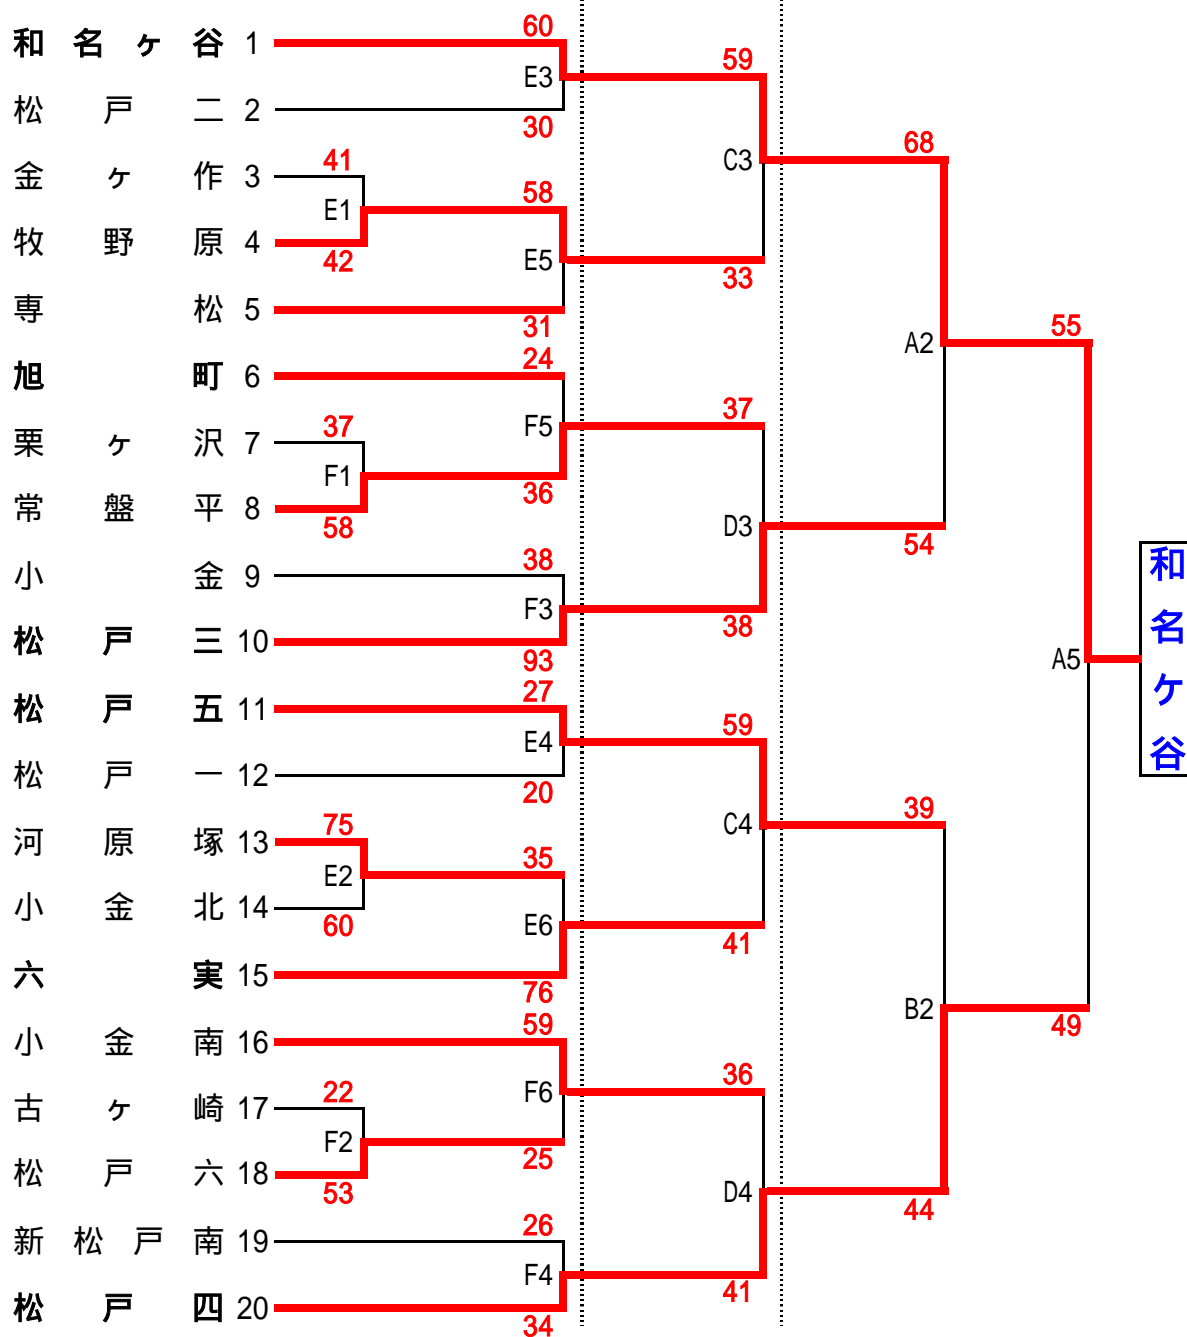 和名ヶ谷 1
松戸二 2
金ヶ作 3
牧野原 4
専松 5
旭町 6
栗ヶ沢 7
常盤平 8
小金 9
松戸三 10
松戸五 11
松戸一 12
河原塚 13
小金北 14
六実 15
小金南 16
古ヶ崎 17
松戸六 18
新松戸南 19
松戸四 20
41
E1
42
37
F1
58
75
E2
60
22
F2
53
60
E3
30
58
E5
31
24
F5
36
38
F3
93
27
E4
20
35
E6
76
59
F6
25
26
F4
34
59
C3
33
37
D3
38
59
C4
41
36
D4
41
68
A2
54
39
B2
44
55
A5
49
和名ヶ谷